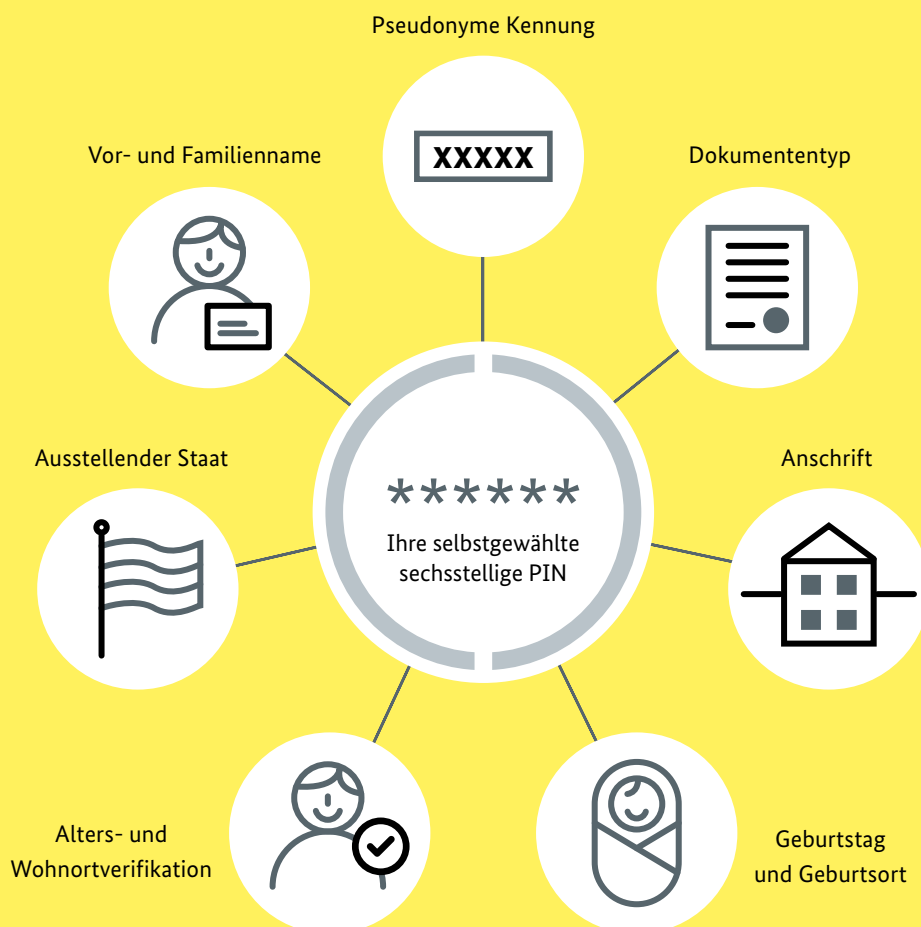 Pseudonyme Kennung
XXXXX
Vor- und Familienname
Dokumententyp
Ausstellender Staat
Anschrift
******
Ihre selbstgewählte
sechsstellige PIN
Alters- und
Wohnortverifikation
Geburtstag
und Geburtsort